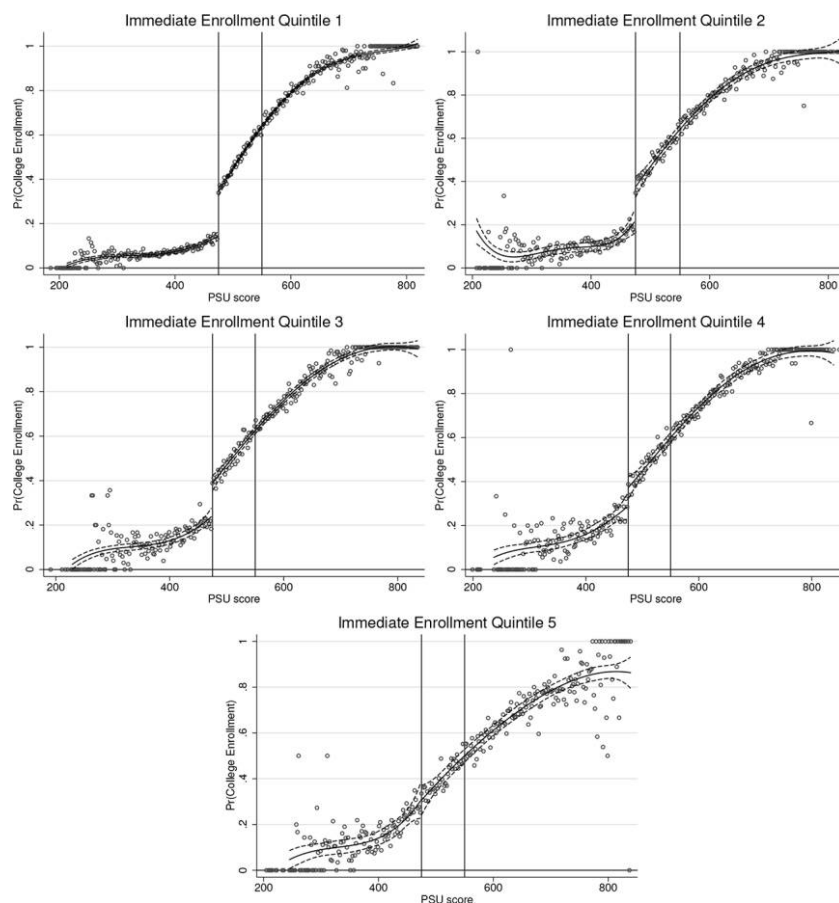 Immediate Enrollment Quintile 1
Pr(College Enrollment)
1
.8
.6
.4
.2
0
200 400 600 800
PSU score
Immediate Enrollment Quintile 2
Pr(College Enrollment)
1
.8
.6
.4
.2
0
200 400 600 800
PSU score
Immediate Enrollment Quintile 3
Pr(College Enrollment)
1
.8
.6
.4
.2
0
200 400 600 800
PSU score
Immediate Enrollment Quintile 4
Pr(College Enrollment)
1
.8
.6
.4
.2
0
200 400 600 800
PSU score
Immediate Enrollment Quintile 5
Pr(College Enrollment)
1
.8
.6
.4
.2
0
200 400 600 800
PSU score